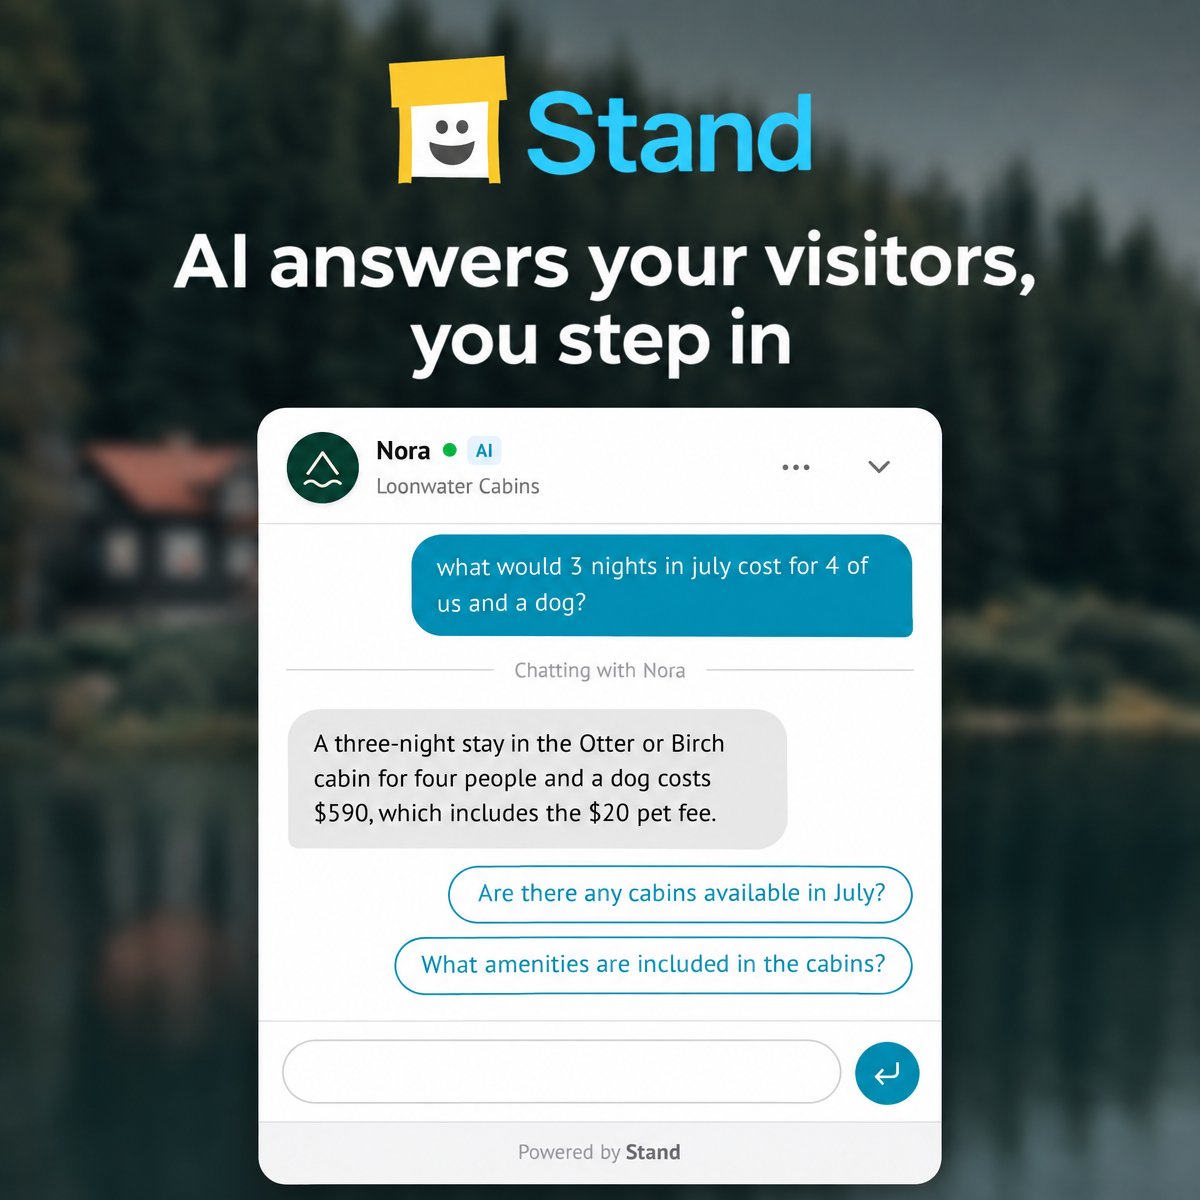 Stand
AI answers your visitors,
you step in
Nora AI
Loonwater Cabins
what would 3 nights in july cost for 4 of
us and a dog?
Chatting with Nora
A three-night stay in the Otter or Birch
cabin for four people and a dog costs
$590, which includes the $20 pet fee.
Are there any cabins available in July?
What amenities are included in the cabins?
Powered by Stand